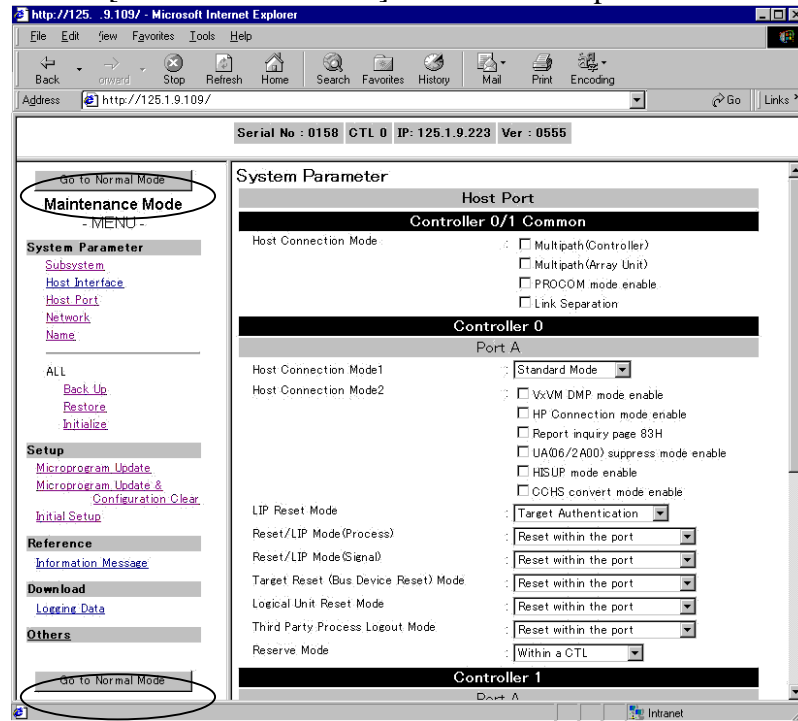 http://125. .9.109/ - Microsoft Internet Explorer
File Edit View Favorites Tools Help
Back orward Stop Refresh Home Search Favorites History Mail Print Encoding
Address http://125.1.9.109/ Go Links
Serial No : 0158 CTL 0 IP: 125.1.9.223 Ver : 0555
Go to Normal Mode
Maintenance Mode
- MENU -
System Parameter
Subsystem
Host Interface
Host Port
Network
Name
ALL
Back Up
Restore
Initialize
Setup
Microprogram Update
Microprogram Update &
Configuration Clear
Initial Setup
Reference
Information Message
Download
Logging Data
Others
Go to Normal Mode
System Parameter
Host Port
Controller 0/1 Common
Host Connection Mode : Multipath(Controller)
Multipath(Array Unit)
PROCOM mode enable
Link Separation
Controller 0
Port A
Host Connection Mode1 : Standard Mode
Host Connection Mode2 : VxVM DMP mode enable
HP Connection mode enable
Report inquiry page 83H
UA(06/2A00) suppress mode enable
HISUP mode enable
CCHS convert mode enable
LIP Reset Mode : Target Authentication
Reset/LIP Mode(Process) : Reset within the port
Reset/LIP Mode(Signal) : Reset within the port
Target Reset (Bus Device Reset) Mode : Reset within the port
Logical Unit Reset Mode : Reset within the port
Third Party Process Logout Mode : Reset within the port
Reserve Mode : Within a CTL
Controller 1
Port A
Intranet